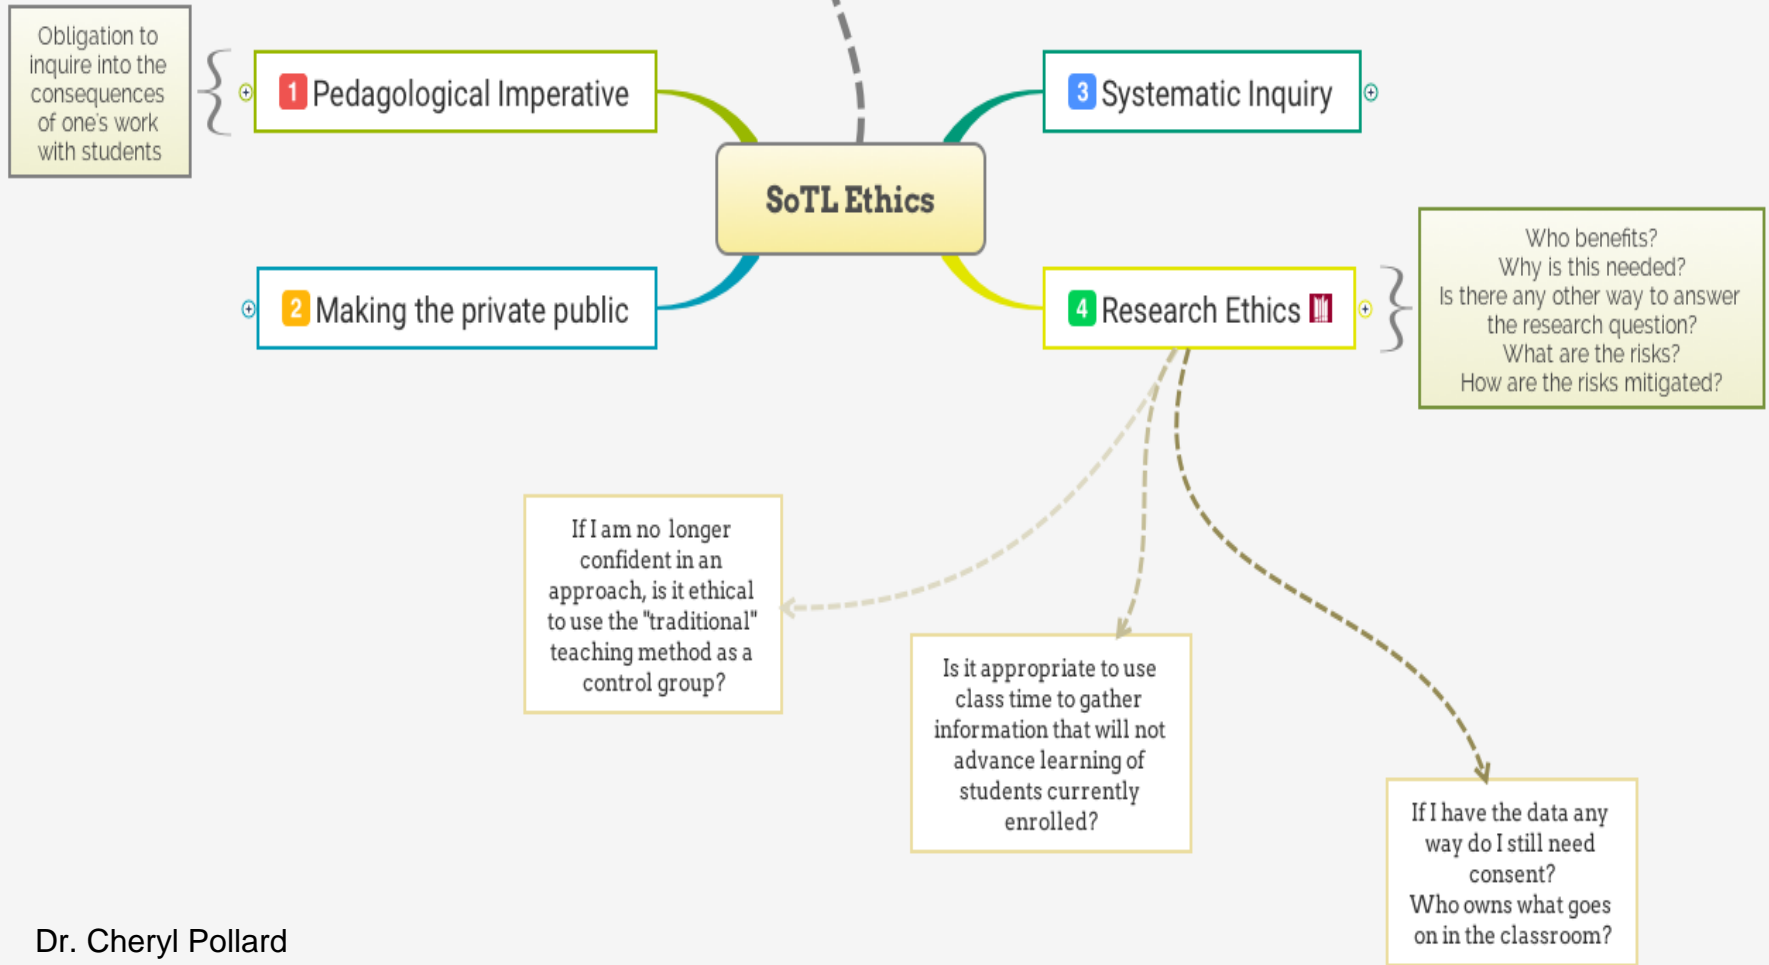 Obligation to
inquire into the
consequences
of one's work
with students
1 Pedagological Imperative
3 Systematic Inquiry
SoTL Ethics
2 Making the private public
4 Research Ethics
Who benefits?
Why is this needed?
Is there any other way to answer
the research question?
What are the risks?
How are the risks mitigated?
If I am no longer
confident in an
approach, is it ethical
to use the "traditional"
teaching method as a
control group?
Is it appropriate to use
class time to gather
information that will not
advance learning of
students currently
enrolled?
If I have the data any
way do I still need
consent?
Who owns what goes
on in the classroom?
Dr. Cheryl Pollard